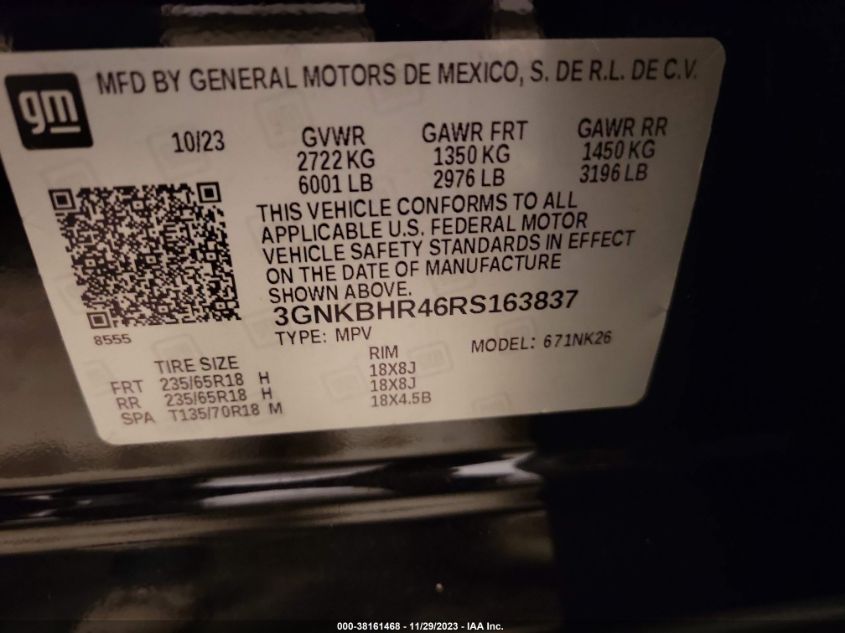 gm
MFD BY GENERAL MOTORS DE MEXICO, S. DE R.L. DE C.V.
10/23 GVWR GAWR FRT GAWR RR
2722 KG 1350 KG 1450 KG
6001 LB 2976 LB 3196 LB
THIS VEHICLE CONFORMS TO ALL
APPLICABLE U.S. FEDERAL MOTOR
VEHICLE SAFETY STANDARDS IN EFFECT
ON THE DATE OF MANUFACTURE
SHOWN ABOVE.
3GNKBHR46RS163837
8555
TYPE: MPV MODEL: 671NK26
TIRE SIZE RIM
FRT 235/65R18 H 18X8J
RR 235/65R18 H 18X8J
SPA T135/70R18 M 18X4.5B
000-38161468 - 11/29/2023 - IAA Inc.